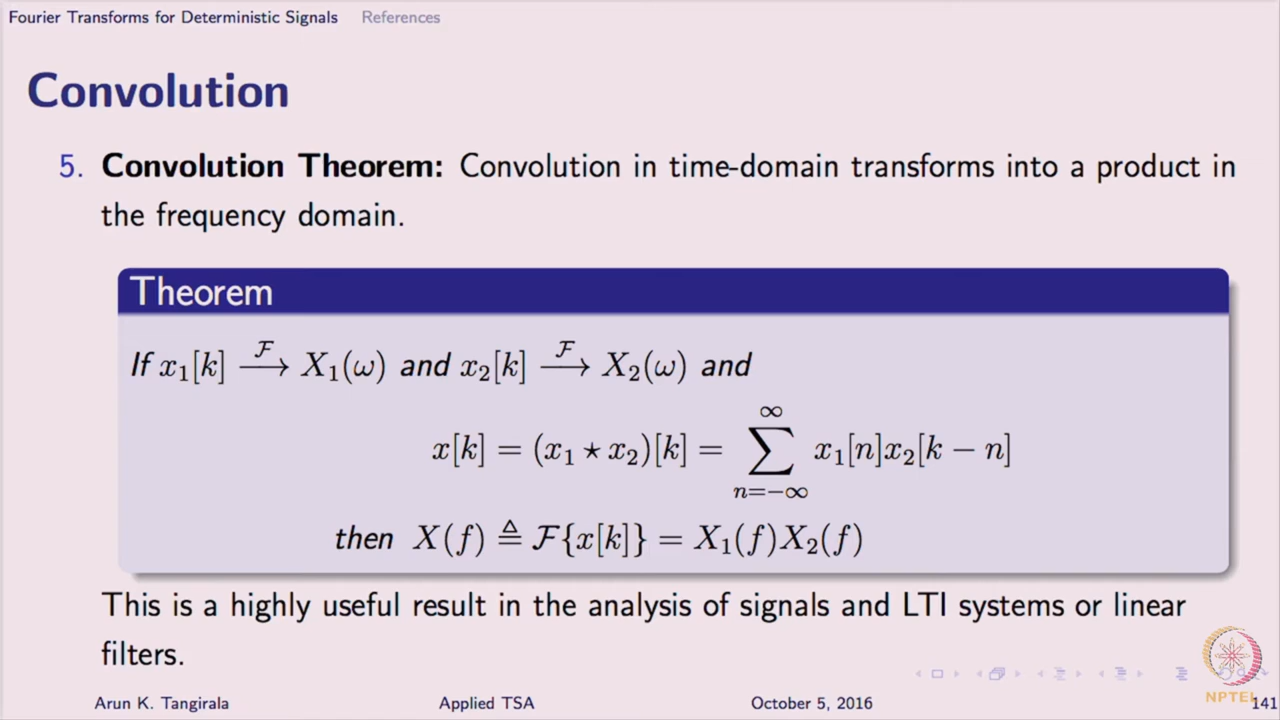 Fourier Transforms for Deterministic Signals References
Convolution
5. Convolution Theorem: Convolution in time-domain transforms into a product in
the frequency domain.
Theorem
If x₁[k] —ℱ→ X₁(ω) and x₂[k] —ℱ→ X₂(ω) and
x[k] = (x₁ ⋆ x₂)[k] = ∑_{n=−∞}^{∞} x₁[n]x₂[k − n]
then X(f) ≜ ℱ{x[k]} = X₁(f)X₂(f)
This is a highly useful result in the analysis of signals and LTI systems or linear
filters.
NPTEL
Arun K. Tangirala Applied TSA October 5, 2016 141